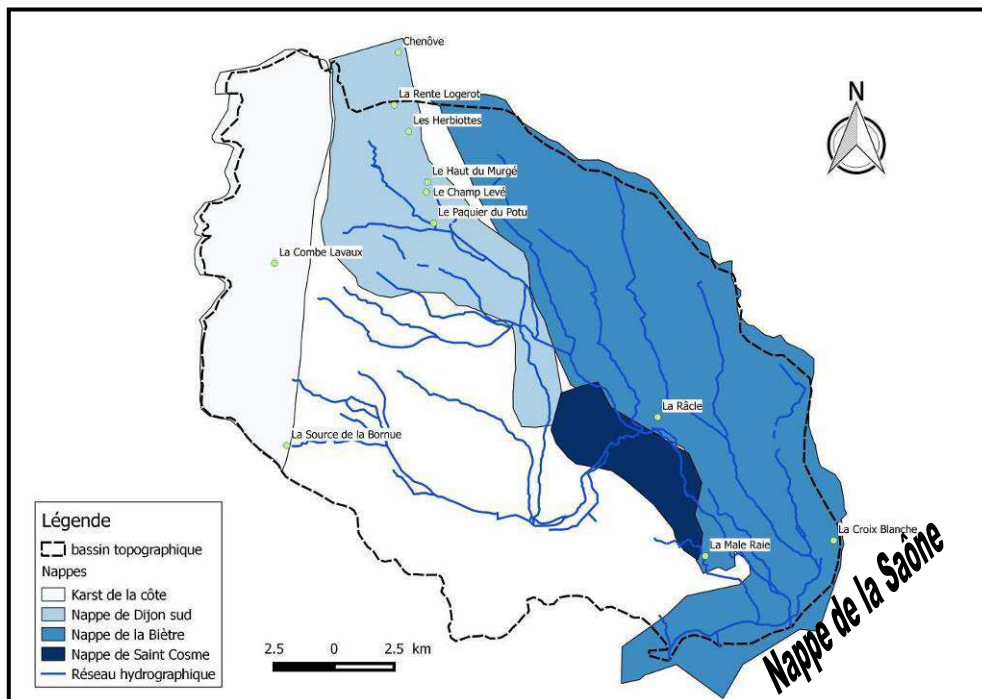 Chenôve
La Rente Logerot
Les Herbiottes
N
Le Haut du Murgé
Le Champ Levé
Le Paquier du Potu
La Combe Lavaux
La Râcle
La Source de la Bornue
La Croix Blanche
La Male Raie
Nappe de la Saône
Légende
bassin topographique
Nappes
Karst de la côte
Nappe de Dijon sud
Nappe de la Biètre
Nappe de Saint Cosme
Réseau hydrographique
2.5 0 2.5 km